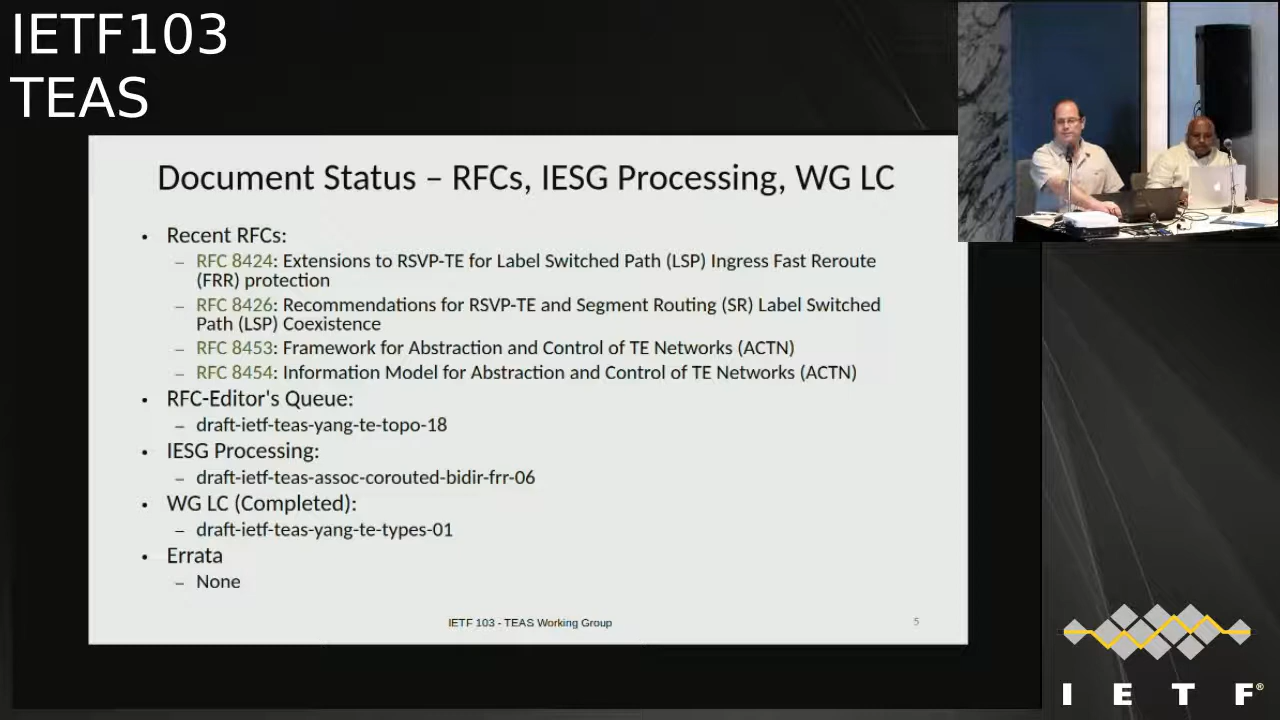 IETF103
TEAS
Document Status – RFCs, IESG Processing, WG LC
• Recent RFCs:
– RFC 8424: Extensions to RSVP-TE for Label Switched Path (LSP) Ingress Fast Reroute
(FRR) protection
– RFC 8426: Recommendations for RSVP-TE and Segment Routing (SR) Label Switched
Path (LSP) Coexistence
– RFC 8453: Framework for Abstraction and Control of TE Networks (ACTN)
– RFC 8454: Information Model for Abstraction and Control of TE Networks (ACTN)
• RFC-Editor's Queue:
– draft-ietf-teas-yang-te-topo-18
• IESG Processing:
– draft-ietf-teas-assoc-corouted-bidir-frr-06
• WG LC (Completed):
– draft-ietf-teas-yang-te-types-01
• Errata
– None
IETF 103 - TEAS Working Group
5
I E T F®